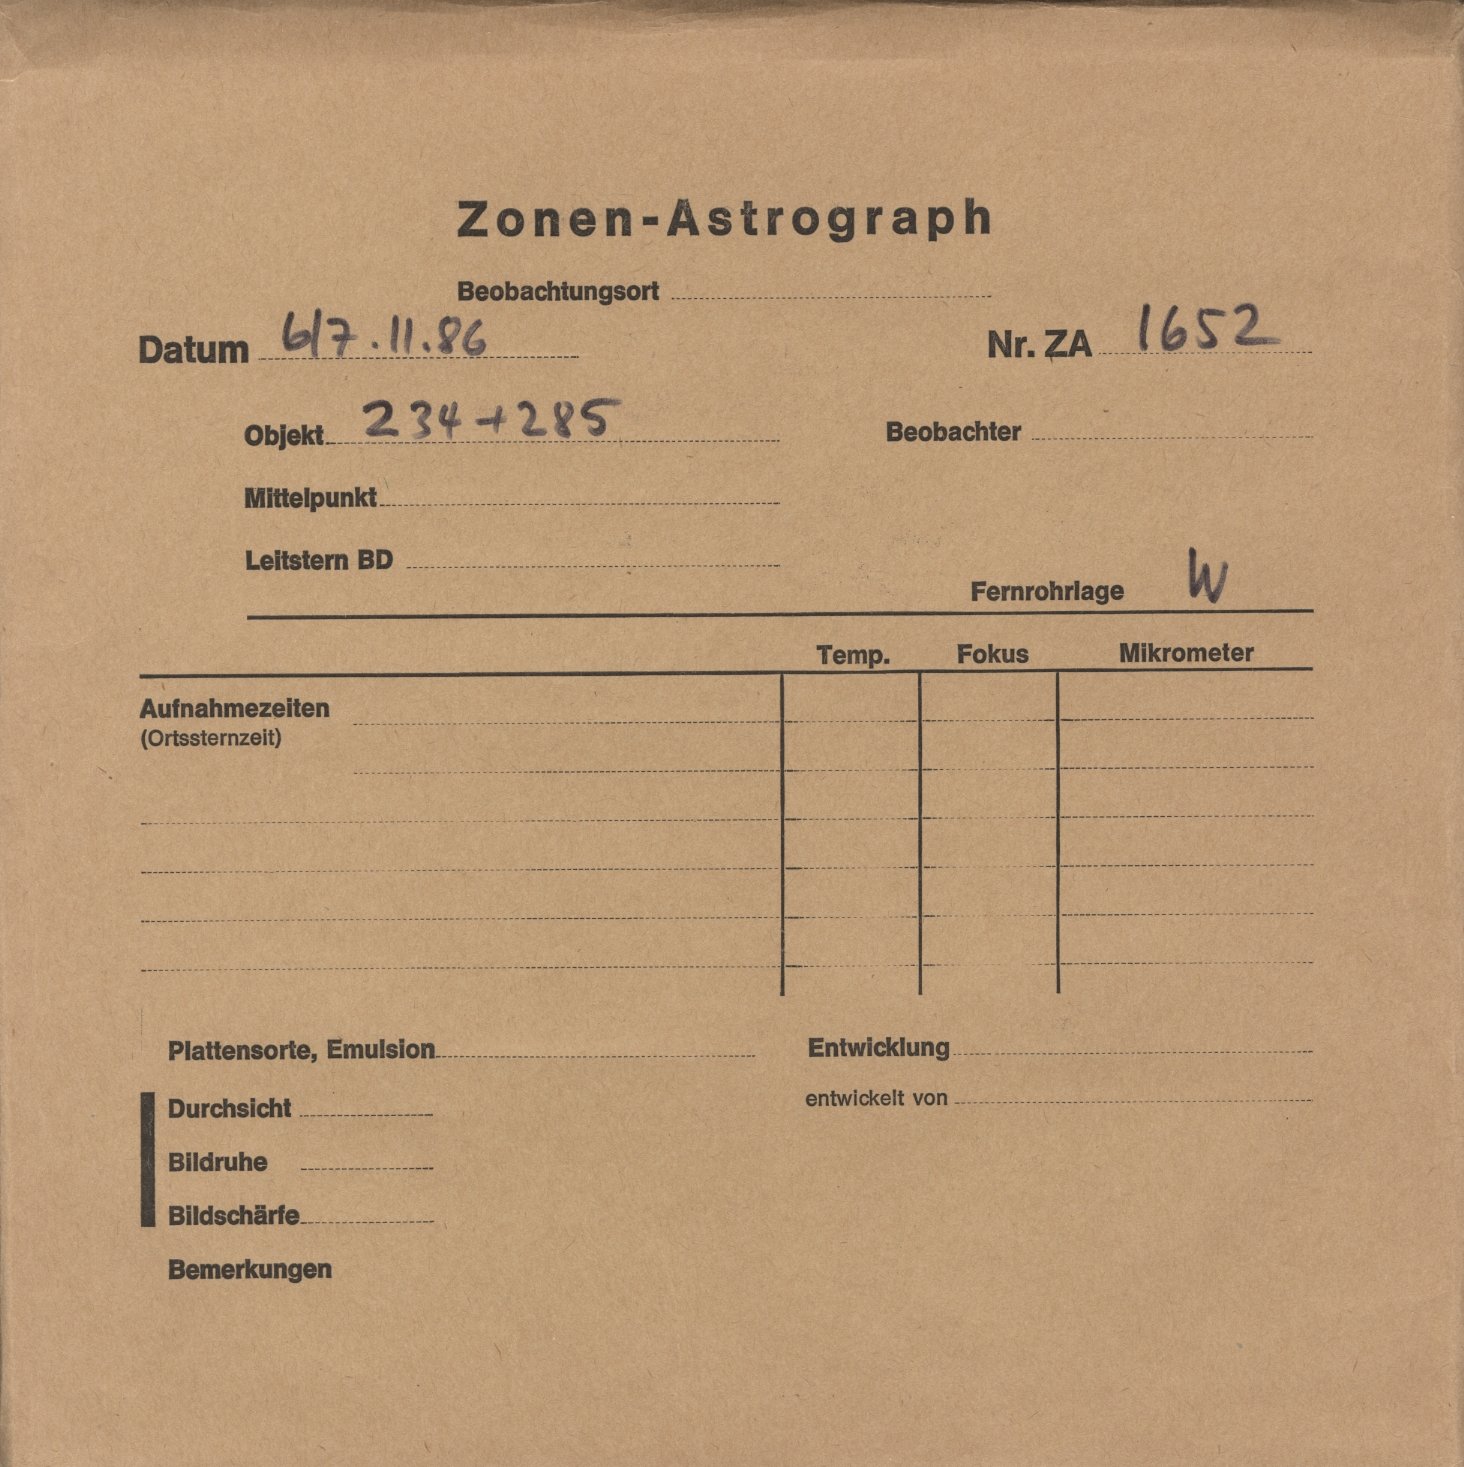 Zonen-Astrograph
Beobachtungsort
Datum 6/7.11.86 Nr. ZA 1652
Objekt 234+285 Beobachter
Mittelpunkt
Leitstern BD
Fernrohrlage W
Temp. Fokus Mikrometer
Aufnahmezeiten
(Ortssternzeit)
Plattensorte, Emulsion Entwicklung
Durchsicht entwickelt von
Bildruhe
Bildschärfe
Bemerkungen